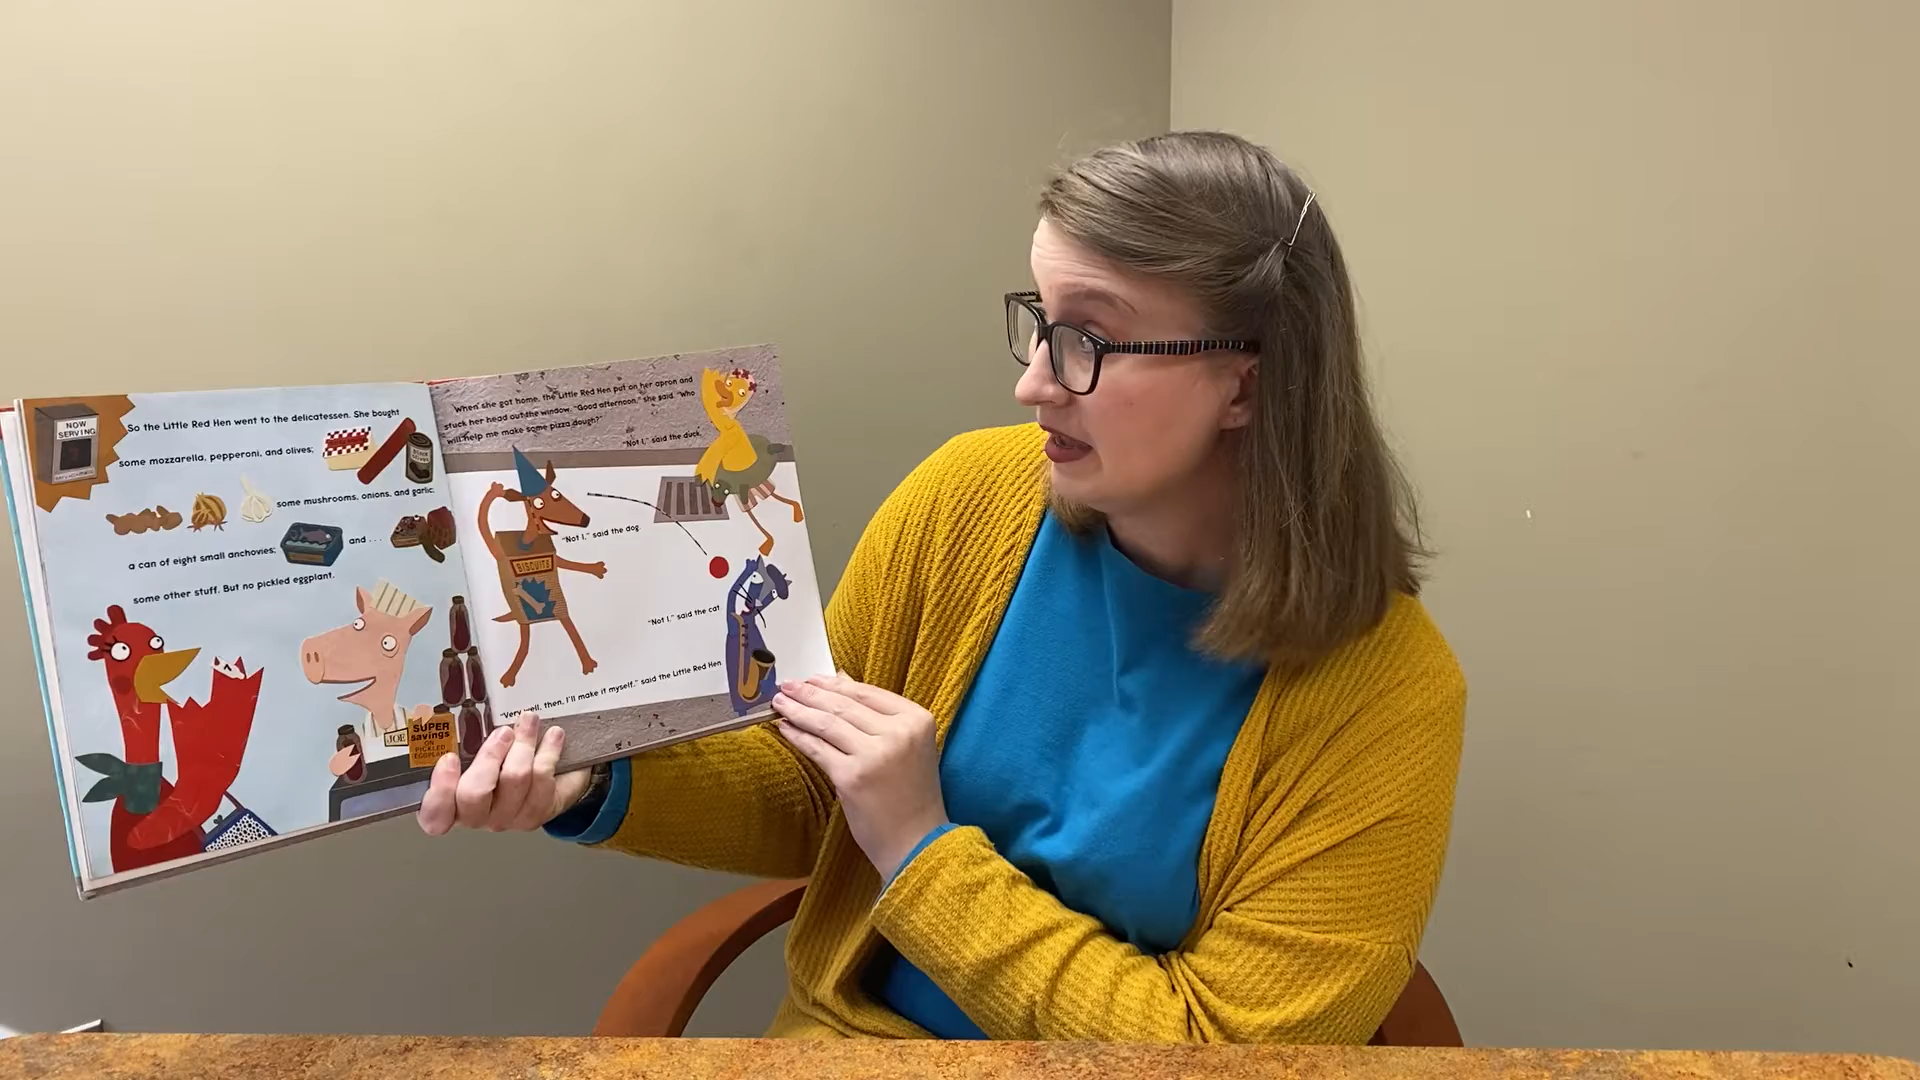 NOW
SERVING
So the Little Red Hen went to the delicatessen. She bought
some mozzarella, pepperoni, and olives;
some mushrooms, onions, and garlic;
a can of eight small anchovies;
and . . .
some other stuff. But no pickled eggplant.
JOE
SUPER
savings
ON
PICKLED
EGGPLANT
When she got home, the Little Red Hen put on her apron and
stuck her head out the window. "Good afternoon," she said. "Who
will help me make some pizza dough?"
"Not I," said the duck.
BISCUITS
"Not I," said the dog.
"Not I," said the cat.
"Very well, then, I'll make it myself," said the Little Red Hen.